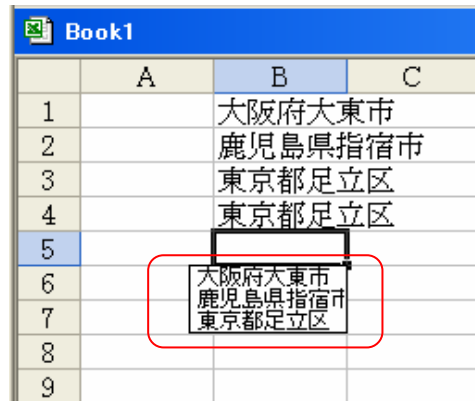 Book1
A B C
1 大阪府大東市
2 鹿児島県指宿市
3 東京都足立区
4 東京都足立区
5
6
7
8
9
大阪府大東市
鹿児島県指宿市
東京都足立区